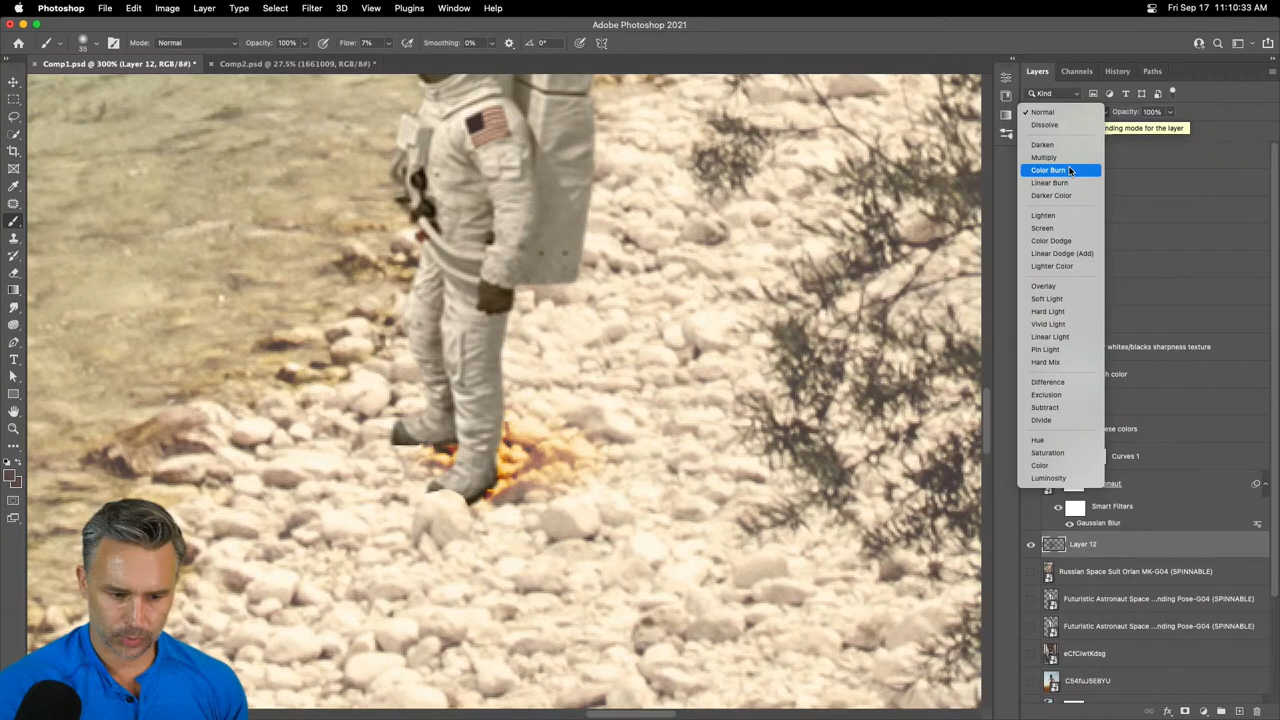 Photoshop File Edit Image Layer Type Select Filter 3D View Plugins Window Help Fri Sep 17 11:10:33 AM
Adobe Photoshop 2021
35 Mode: Normal Opacity: 100% Flow: 7% Smoothing: 0% 0°
Comp1.psd @ 300% (Layer 12, RGB/8#) * Comp2.psd @ 27.5% (1661009, RGB/8#) *
Layers Channels History Paths
Kind
Opacity: 100%
nding mode for the layer
Normal
Dissolve
Darken
Multiply
Color Burn
Linear Burn
Darker Color
Lighten
Screen
Color Dodge
Linear Dodge (Add)
Lighter Color
Overlay
Soft Light
Hard Light
Vivid Light
Linear Light
Pin Light
Hard Mix
Difference
Exclusion
Subtract
Divide
Hue
Saturation
Color
Luminosity
whites/blacks sharpness texture
h color
ese colors
Curves 1
onaut
Smart Filters
Gaussian Blur
Layer 12
Russian Space Suit Orlan MK-G04 (SPINNABLE)
Futuristic Astronaut Space ...nding Pose-G04 (SPINNABLE)
Futuristic Astronaut Space ...nding Pose-G04 (SPINNABLE)
eCfCIwtKdsg
C54fuJ5E8YU